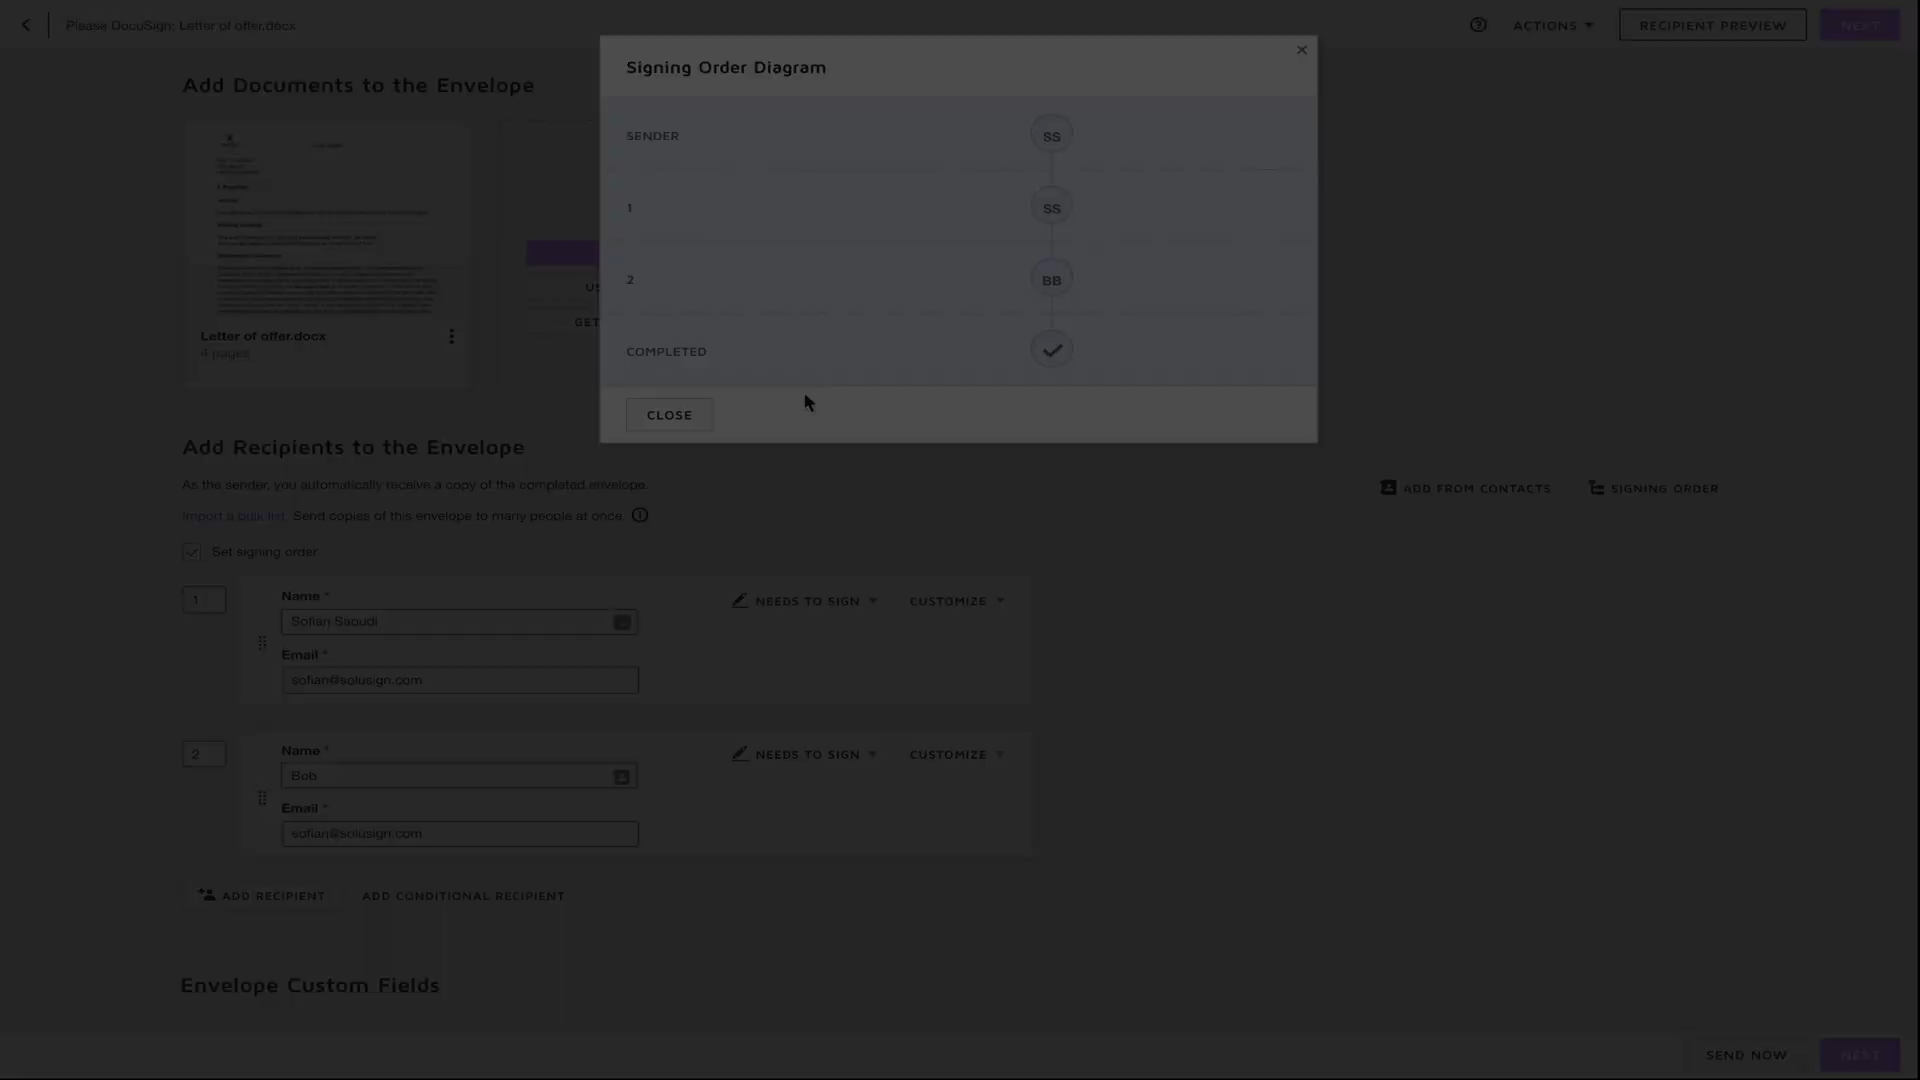 Please DocuSign: Letter of offer.docx
ACTIONS
RECIPIENT PREVIEW
NEXT
Signing Order Diagram
SENDER
SS
1
SS
2
BB
COMPLETED
CLOSE
Add Documents to the Envelope
US
GET
Letter of offer.docx
4 pages
Add Recipients to the Envelope
As the sender, you automatically receive a copy of the completed envelope.
Import a bulk list. Send copies of this envelope to many people at once.
ADD FROM CONTACTS
SIGNING ORDER
Set signing order
1
Name *
Sofian Saoudi
Email *
sofian@solusign.com
NEEDS TO SIGN
CUSTOMIZE
2
Name *
Bob
Email *
sofian@solusign.com
NEEDS TO SIGN
CUSTOMIZE
ADD RECIPIENT
ADD CONDITIONAL RECIPIENT
Envelope Custom Fields
SEND NOW
NEXT